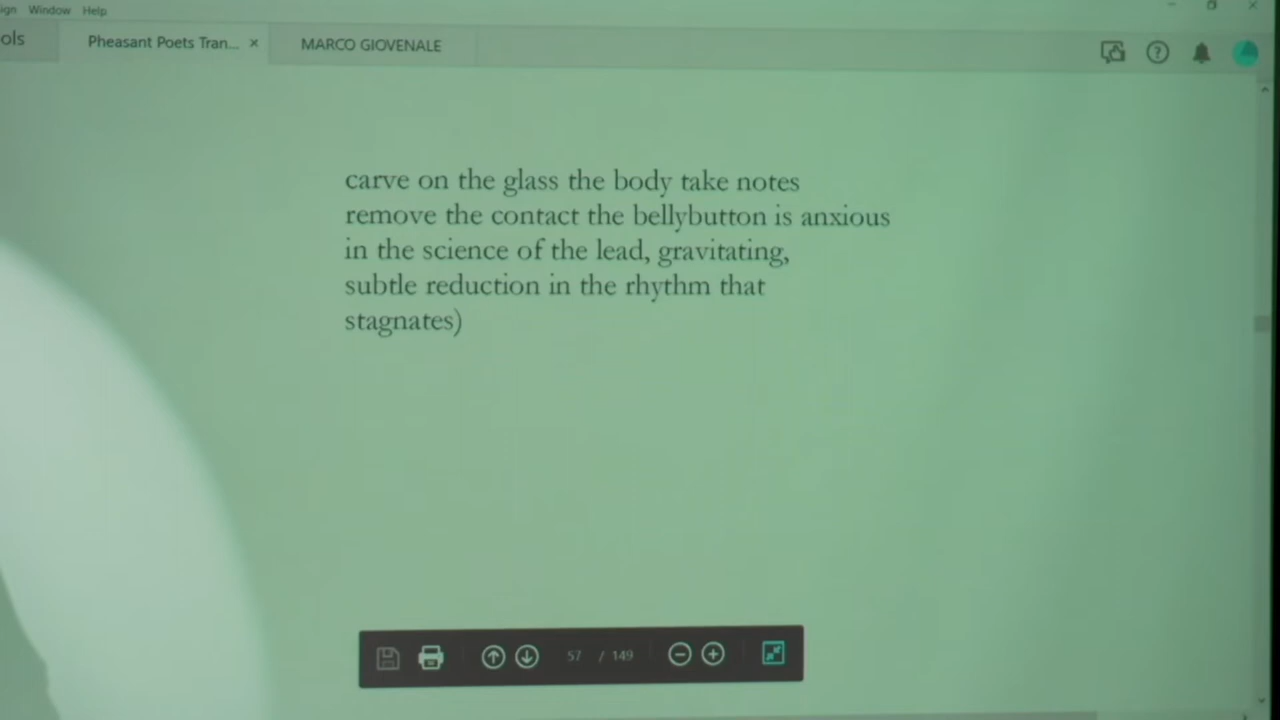 ign Window Help
ols
Pheasant Poets Tran... ×
MARCO GIOVENALE
carve on the glass the body take notes
remove the contact the bellybutton is anxious
in the science of the lead, gravitating,
subtle reduction in the rhythm that
stagnates)
57 / 149